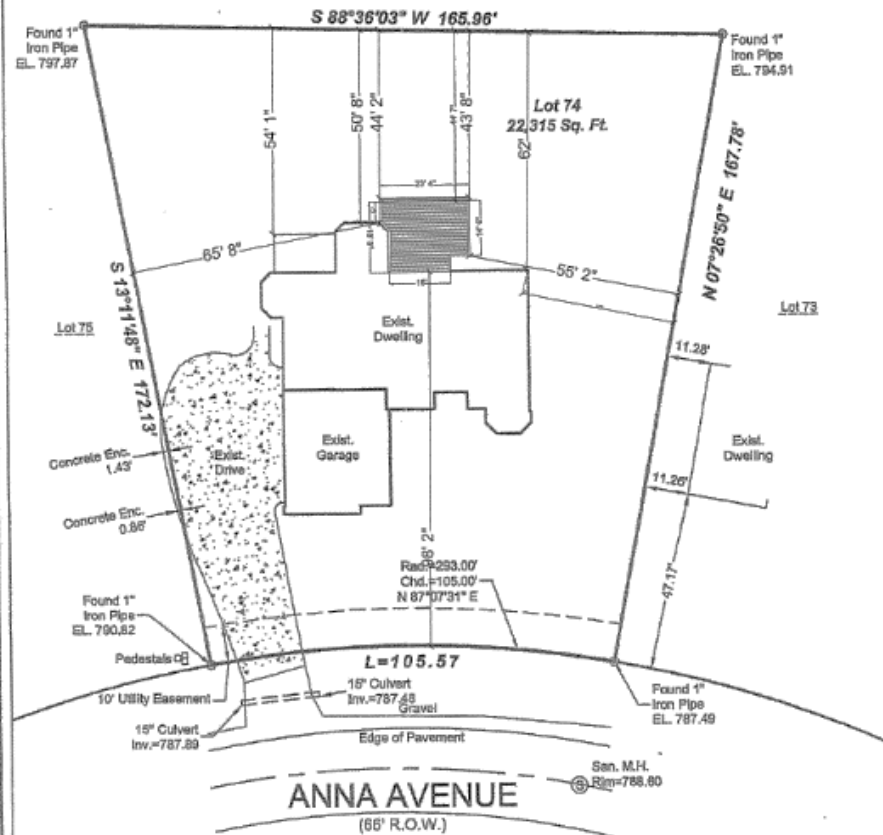 S 88°36'03" W 165.96'
Found 1"
Iron Pipe
EL. 797.87
Found 1"
Iron Pipe
EL. 794.91
54' 1"
50' 8"
44' 2"
43' 8"
62'
Lot 74
22,315 Sq. Ft.
N 07°26'50" E 167.78'
65' 8"
55' 2"
S 13°11'48" E 172.13'
Lot 75
Lot 73
Exist.
Dwelling
11.28'
Exist.
Drive
Exist.
Garage
Exist.
Dwelling
Concrete Enc.
1.43'
Concrete Enc.
0.86'
11.26'
47.17'
Rad.=293.00'
Chd.=105.00'
N 87°07'31" E
Found 1"
Iron Pipe
EL. 790.82
Pedestals
L=105.57
10' Utility Easement
15" Culvert
Inv.=787.48
Gravel
Found 1"
Iron Pipe
EL. 787.49
15" Culvert
Inv.=787.89
Edge of Pavement
San. M.H.
Rim=788.60
S
ANNA AVENUE
(66' R.O.W.)